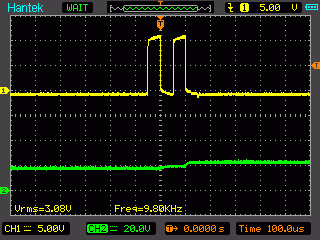 Hantek WAIT T 1 5.00 V
T
T
1
2
Vrms=3.08V Freq=9.80KHz
CH1 5.00V CH2 20.0V T→ 0.0000s Time 100.0us